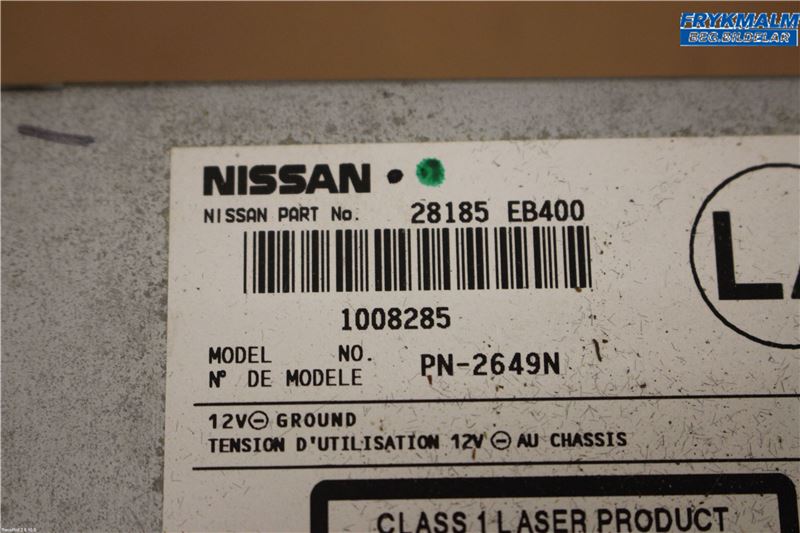 FRYKMALM
BEG.BILDELAR
NISSAN
NISSAN PART No. 28185 EB400
1008285
MODEL NO.
N° DE MODELE PN-2649N
LA
12V⊖ GROUND
TENSION D'UTILISATION 12V ⊖ AU CHASSIS
CLASS 1 LASER PRODUCT